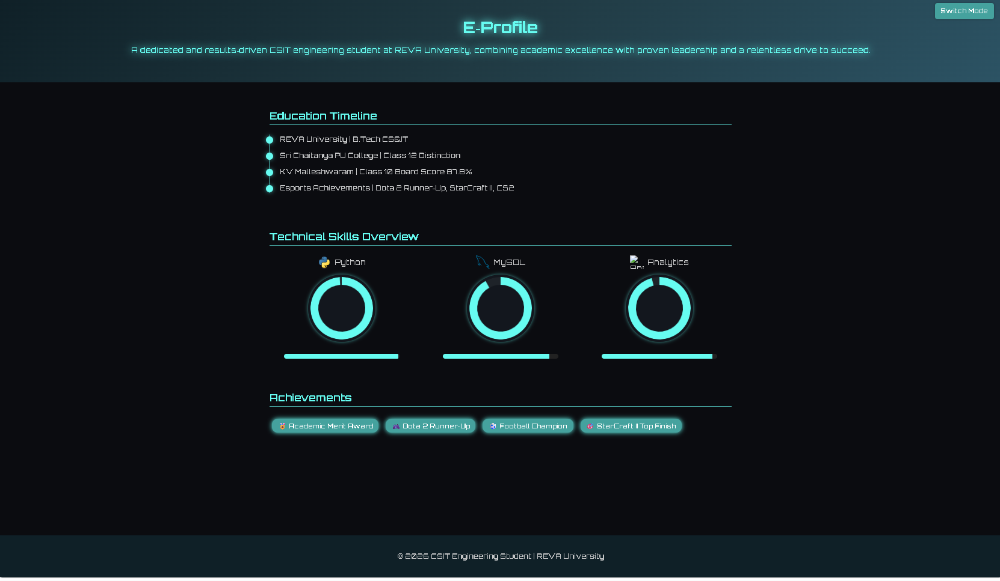 Switch Mode
E-Profile
A dedicated and results-driven CSIT engineering student at REVA University, combining academic excellence with proven leadership and a relentless drive to succeed.
Education Timeline
REVA University | B.Tech CS&IT
Sri Chaitanya PU College | Class 12 Distinction
KV Malleshwaram | Class 10 Board Score 87.8%
Esports Achievements | Dota 2 Runner-Up, StarCraft II, CS2
Technical Skills Overview
Python
MySQL
Analytics
Achievements
Academic Merit Award
Dota 2 Runner-Up
Football Champion
StarCraft II Top Finish
© 2026 CSIT Engineering Student | REVA University